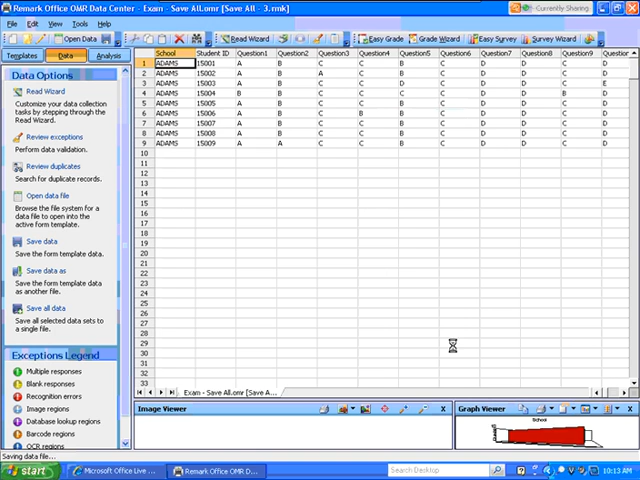 Remark Office OMR Data Center - Exam - Save All.omr [Save All - 3.rmk]
Currently Sharing
File Edit View Tools Help
Open Data Read Wizard Easy Grade Grade Wizard Easy Survey Survey Wizard
Templates Data Analysis
Data Options
Read Wizard
Customize your data collection
tasks by stepping through the
Read Wizard.
Review exceptions
Perform data validation.
Review duplicates
Search for duplicate records.
Open data file
Browse the file system for a
data file to open into the
active form template.
Save data
Save the form template data.
Save data as
Save the form template data
as another file.
Save all data
Save all selected data sets to
a single file.
Exceptions Legend
Multiple responses
Blank responses
Recognition errors
Image regions
Database lookup regions
Barcode regions
OCR regions
School Student ID Question1 Question2 Question3 Question4 Question5 Question6 Question7 Question8 Question9 Question
1 ADAMS 15001 A B C C B C D D C D
2 ADAMS 15002 A B A C B C D D C D
3 ADAMS 15003 A B C C D C D D C E
4 ADAMS 15004 B B C C C C D D B D
5 ADAMS 15005 A B C C B C D D C D
6 ADAMS 15006 A B C B B C D D C D
7 ADAMS 15007 A B C C B C D D C D
8 ADAMS 15008 A B C C B C D D C D
9 ADAMS 15009 A A C C B C D D C D
10
11
12
13
14
15
16
17
18
19
20
21
22
23
24
25
26
27
28
29
30
31
32
33
Exam - Save All.omr [Save A...
Image Viewer
Graph Viewer
School
Saving data file...
start Microsoft Office Live ... Remark Office OMR D... Search Desktop 10:13 AM